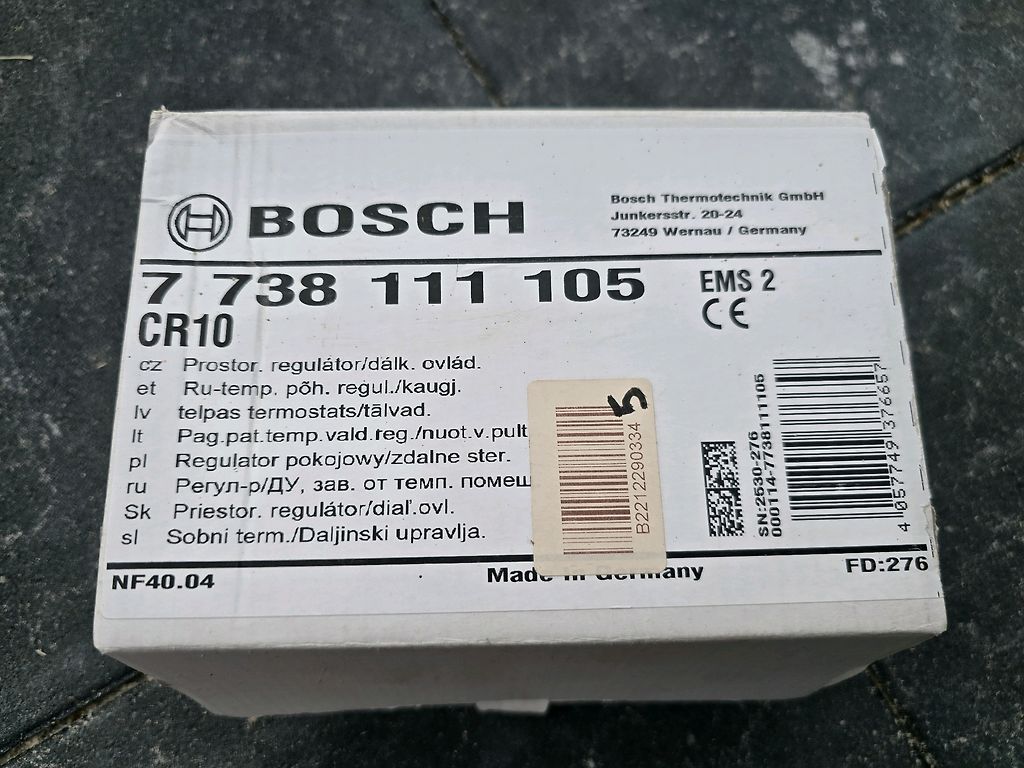 BOSCH
Bosch Thermotechnik GmbH
Junkersstr. 20-24
73249 Wernau / Germany
7 738 111 105
EMS 2
CR10
CE
cz Prostor. regulátor/dálk. ovlád.
et Ru-temp. põh. regul./kaugj.
lv telpas termostats/tālvad.
lt Pag.pat.temp.vald.reg./nuot.v.pult
pl Regulator pokojowy/zdalne ster.
ru Регул-р/ДУ, зав. от темп. помещ
Sk Priestor. regulátor/diaľ.ovl.
sl Sobni term./Daljinski upravlja.
B2212290334
5
SN:2530-276
000114-7738111105
4 057749 376657
NF40.04
Made in Germany
FD:276